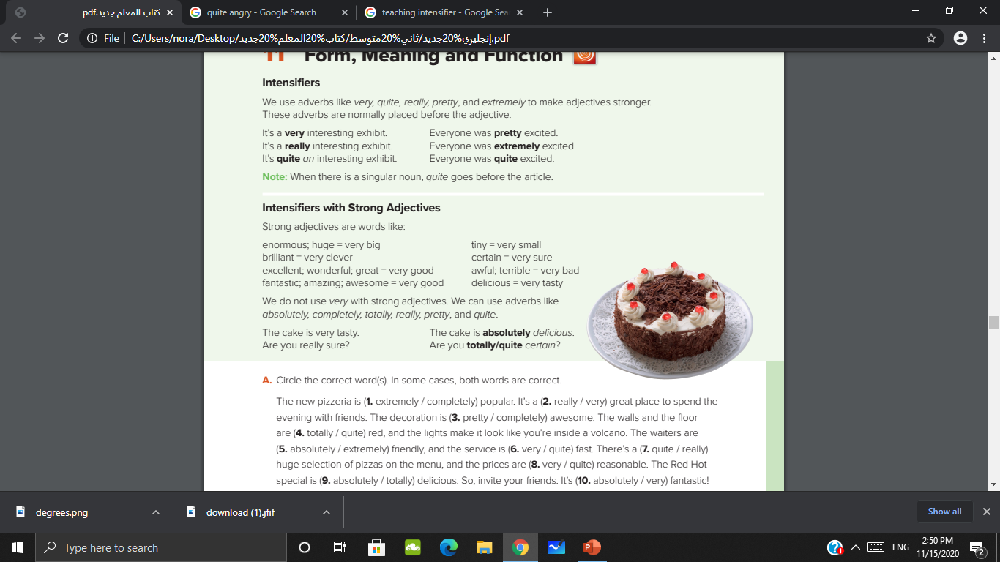 كتاب المعلم جديد.pdf
quite angry - Google Search
teaching intensifier - Google Sea
File
C:/Users/nora/Desktop/إنجليزي%20جديد/ثاني%20متوسط/كتاب%20المعلم%20جديد.pdf
11 Form, Meaning and Function
Intensifiers
We use adverbs like very, quite, really, pretty, and extremely to make adjectives stronger.
These adverbs are normally placed before the adjective.
It's a very interesting exhibit. Everyone was pretty excited.
It's a really interesting exhibit. Everyone was extremely excited.
It's quite an interesting exhibit. Everyone was quite excited.
Note: When there is a singular noun, quite goes before the article.
Intensifiers with Strong Adjectives
Strong adjectives are words like:
enormous; huge = very big tiny = very small
brilliant = very clever certain = very sure
excellent; wonderful; great = very good awful; terrible = very bad
fantastic; amazing; awesome = very good delicious = very tasty
We do not use very with strong adjectives. We can use adverbs like
absolutely, completely, totally, really, pretty, and quite.
The cake is very tasty. The cake is absolutely delicious.
Are you really sure? Are you totally/quite certain?
A. Circle the correct word(s). In some cases, both words are correct.
The new pizzeria is (1. extremely / completely) popular. It's a (2. really / very) great place to spend the
evening with friends. The decoration is (3. pretty / completely) awesome. The walls and the floor
are (4. totally / quite) red, and the lights make it look like you're inside a volcano. The waiters are
(5. absolutely / extremely) friendly, and the service is (6. very / quite) fast. There's a (7. quite / really)
huge selection of pizzas on the menu, and the prices are (8. very / quite) reasonable. The Red Hot
special is (9. absolutely / totally) delicious. So, invite your friends. It's (10. absolutely / very) fantastic!
degrees.png
download (1).jfif
Show all
Type here to search
P
ENG
2:50 PM
11/15/2020
2